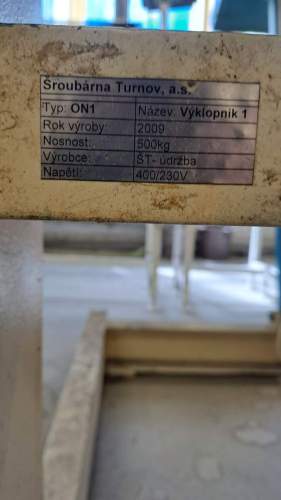 Šroubárna Turnov, a.s.
Typ: ON1 Název: Výklopník 1
Rok výroby 2009
Nosnost: 500kg
Výrobce: ŠT- údržba
Napětí: 400/230V